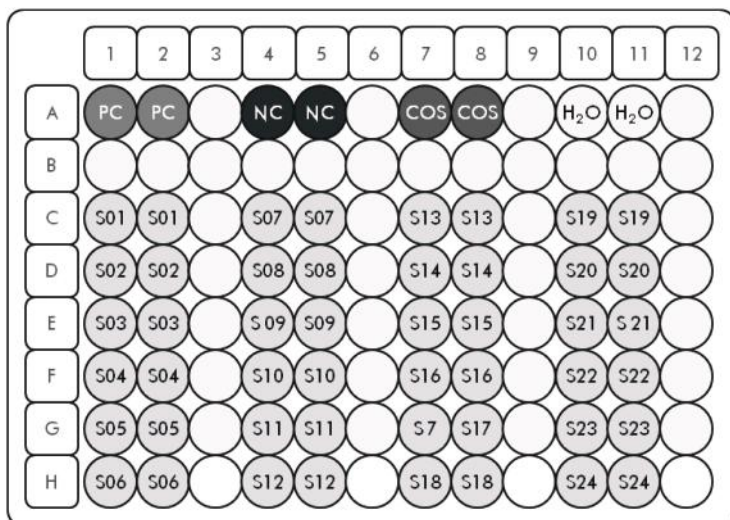 1 2 3 4 5 6 7 8 9 10 11 12
A PC PC NC NC COS COS H₂O H₂O
B
C S01 S01 S07 S07 S13 S13 S19 S19
D S02 S02 S08 S08 S14 S14 S20 S20
E S03 S03 S09 S09 S15 S15 S21 S21
F S04 S04 S10 S10 S16 S16 S22 S22
G S05 S05 S11 S11 S7 S17 S23 S23
H S06 S06 S12 S12 S18 S18 S24 S24